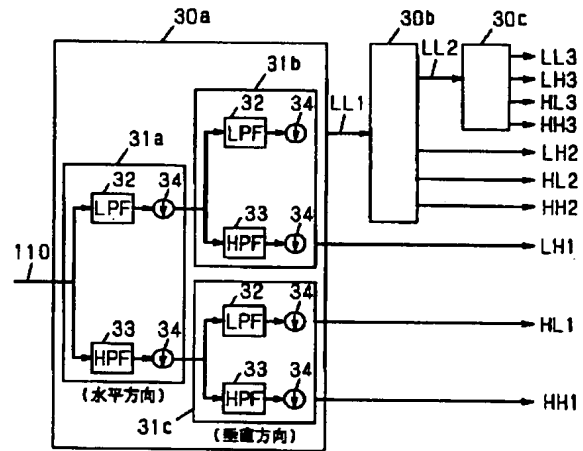 30a
30b
30c
31b
LL2
LL3
LH3
HL3
HH3
32
34
LL1
LPF
31a
32
34
LPF
LH2
HL2
HH2
33
34
HPF
LH1
110
32
34
LPF
HL1
33
34
HPF
33
34
HPF
HH1
(水平方向)
31c
(垂直方向)